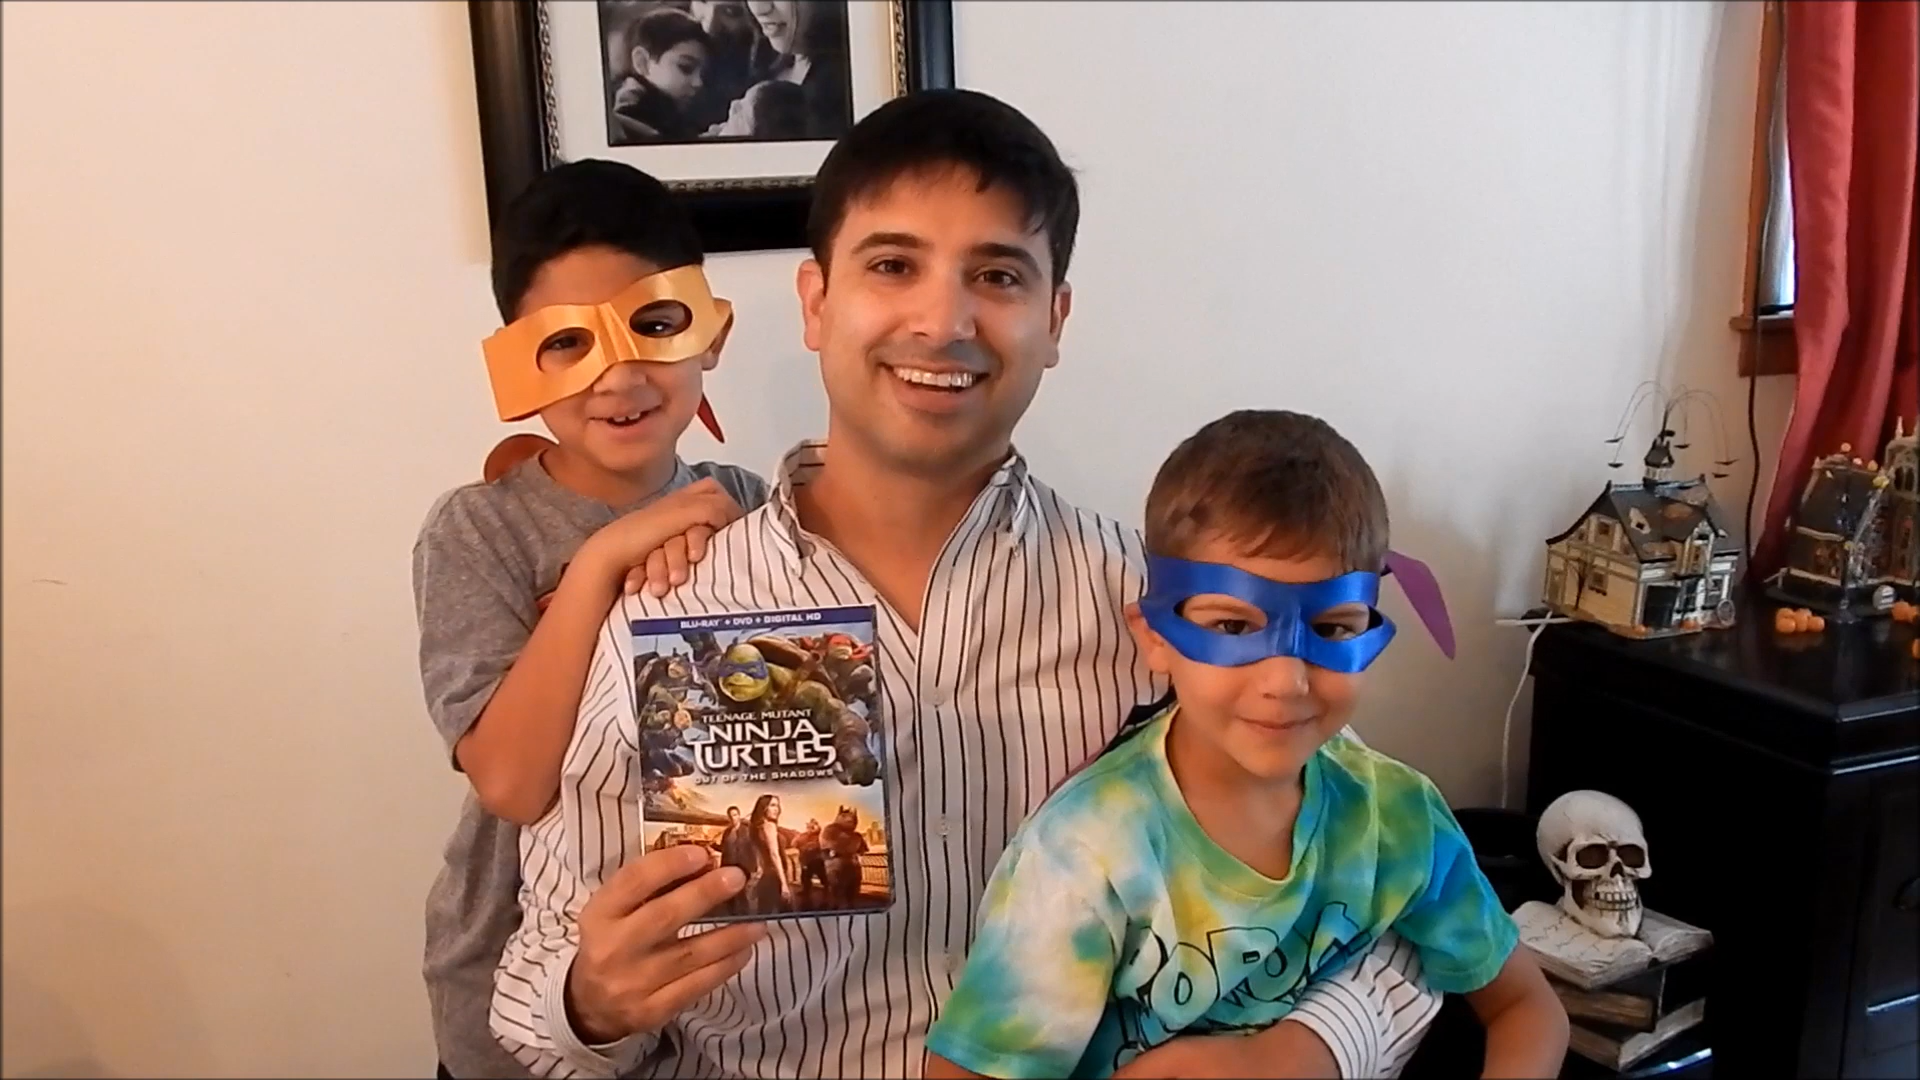 BLU-RAY + DVD + DIGITAL HD
TEENAGE MUTANT
NINJA
TURTLES
OUT OF THE SHADOWS